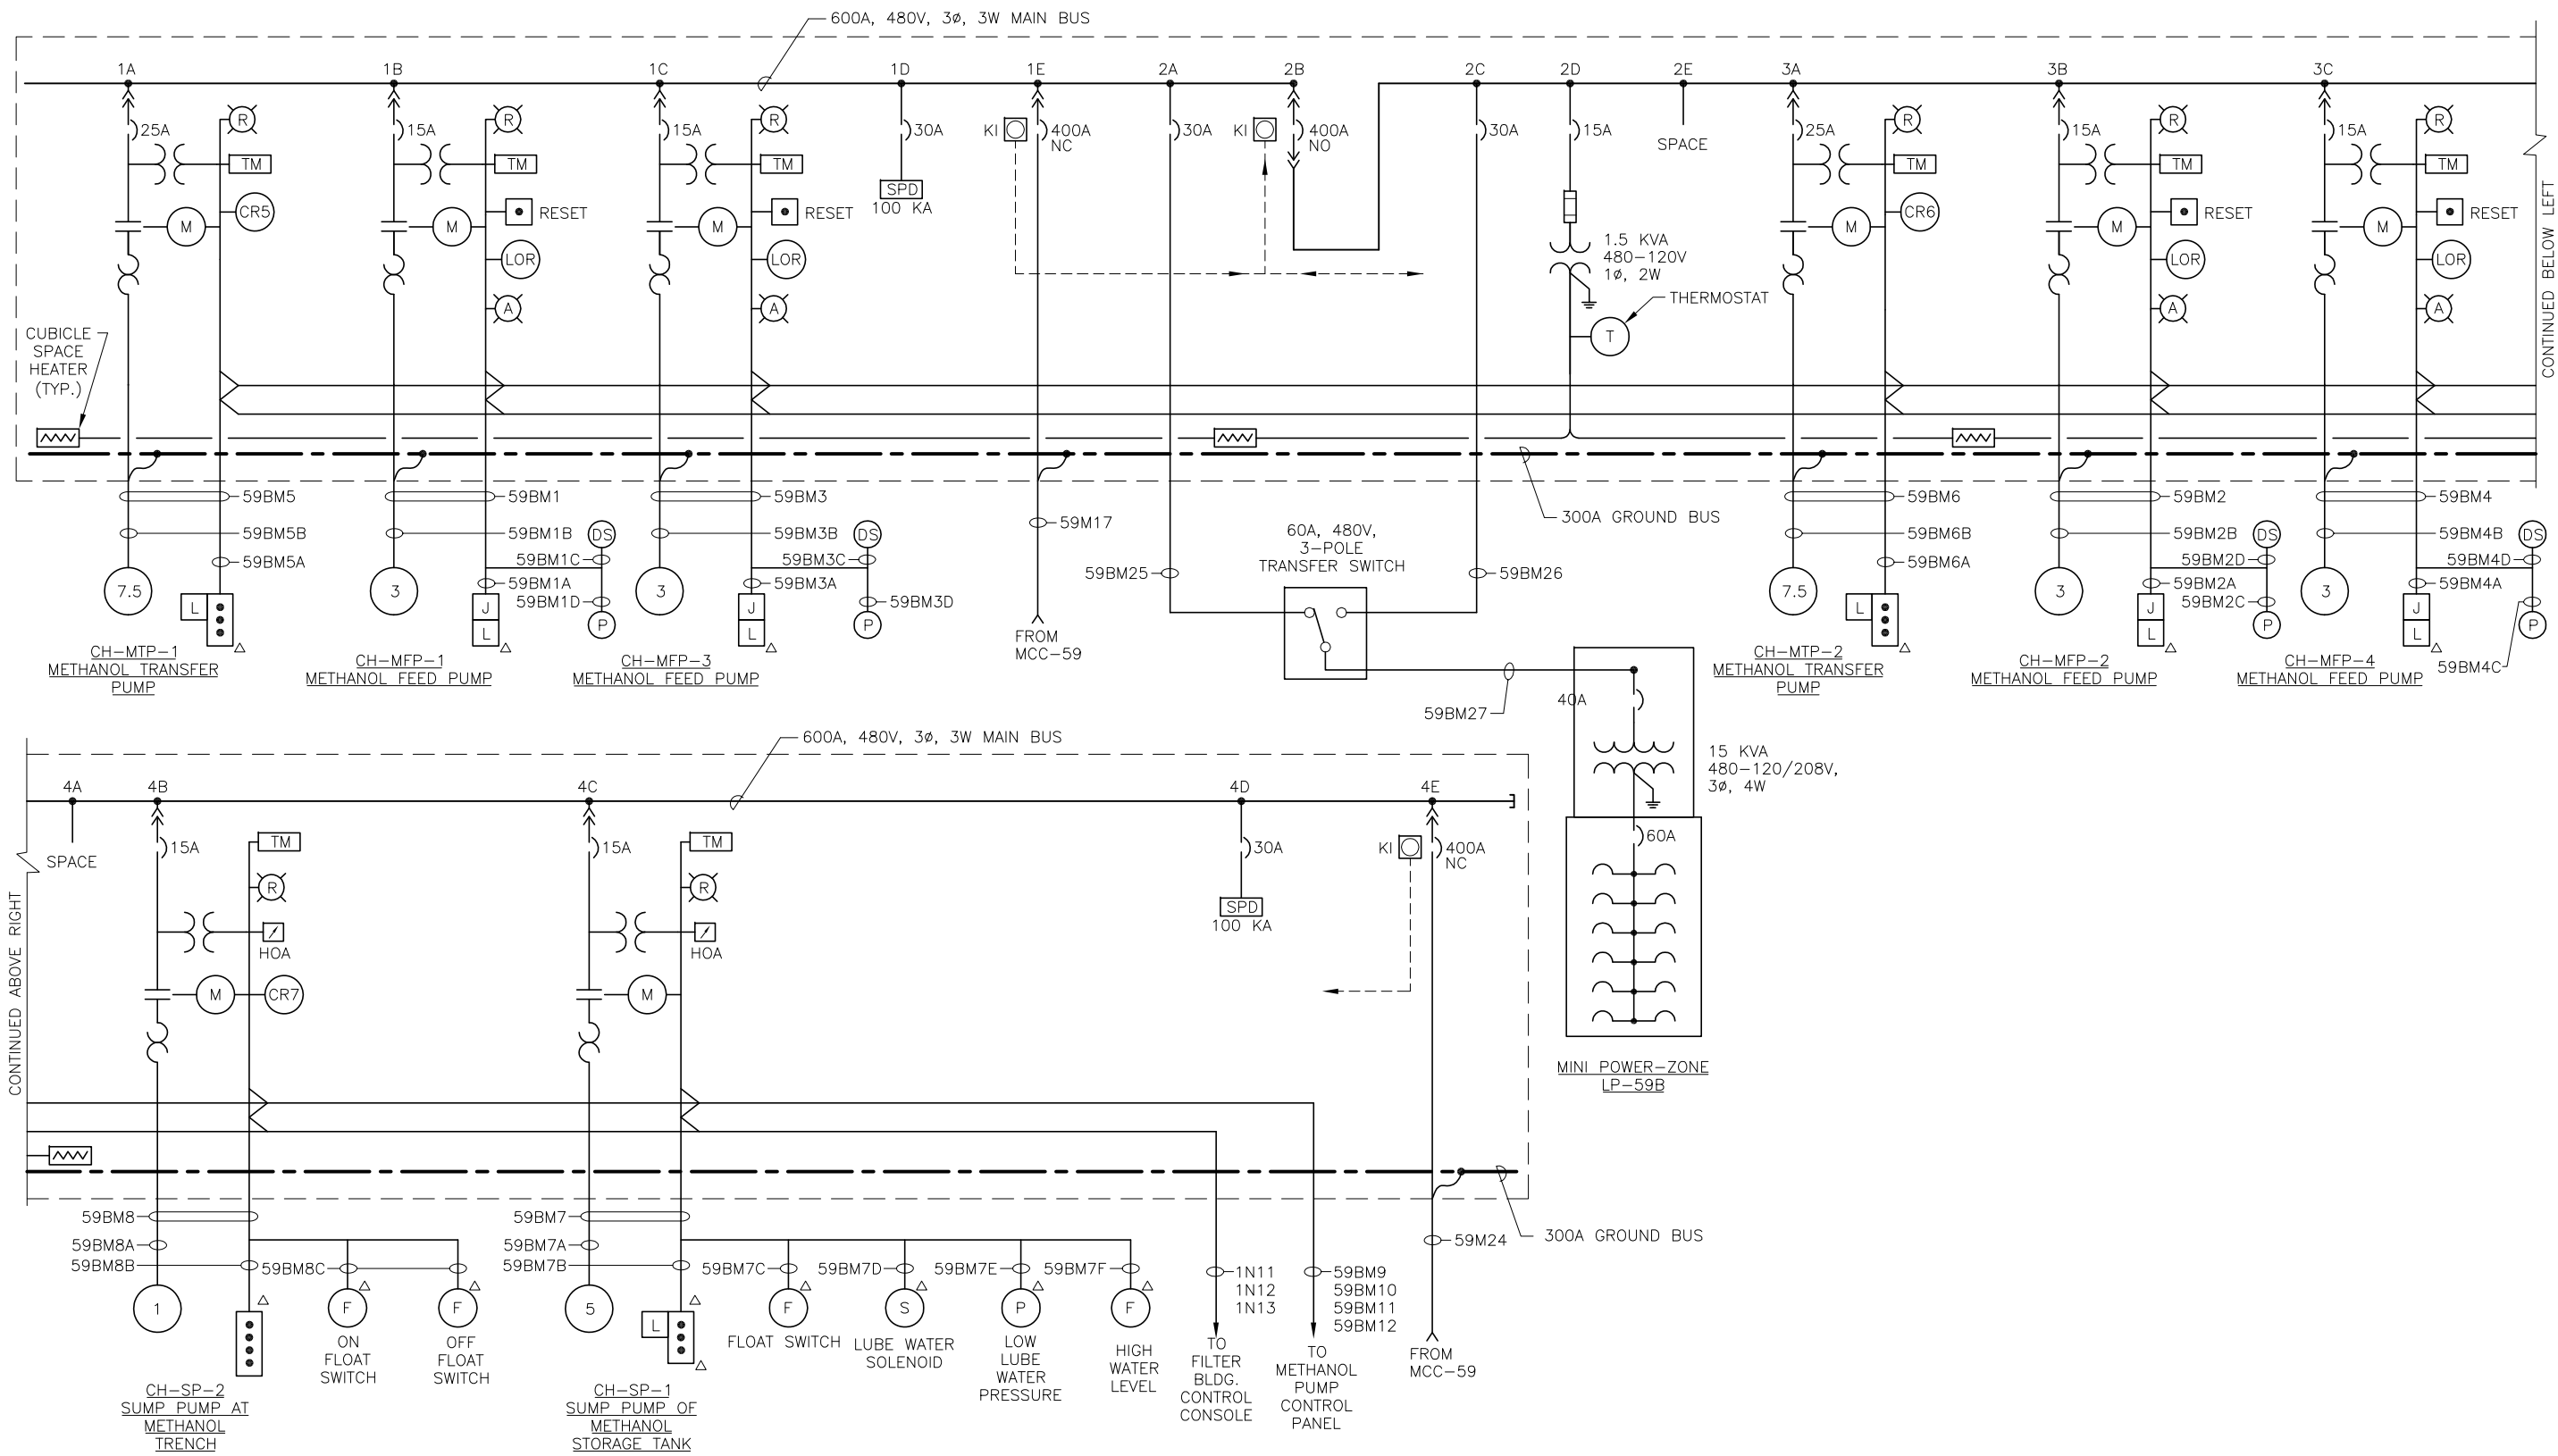 600A, 480V, 3ø, 3W MAIN BUS
1A
1B
1C
1D
1E
2A
2B
2C
2D
2E
3A
3B
3C
25A
R
TM
CR5
M
15A
R
TM
RESET
M
LOR
A
15A
R
TM
RESET
M
LOR
A
30A
SPD
100 KA
KI
400A
NC
30A
KI
400A
NO
30A
15A
1.5 KVA
480-120V
1ø, 2W
THERMOSTAT
T
SPACE
25A
R
TM
CR6
M
15A
R
TM
RESET
M
LOR
A
15A
R
TM
RESET
M
LOR
A
CONTINUED BELOW LEFT
CUBICLE
SPACE
HEATER
(TYP.)
59BM5
59BM5B
59BM5A
7.5
L
CH-MTP-1
METHANOL TRANSFER
PUMP
59BM1
59BM1B
DS
59BM1C
59BM1A
59BM1D
P
3
J
L
CH-MFP-1
METHANOL FEED PUMP
59BM3
59BM3B
DS
59BM3C
59BM3A
59BM3D
P
3
J
L
CH-MFP-3
METHANOL FEED PUMP
59M17
FROM
MCC-59
59BM25
60A, 480V,
3-POLE
TRANSFER SWITCH
59BM26
300A GROUND BUS
59BM27
40A
15 KVA
480-120/208V,
3ø, 4W
60A
MINI POWER-ZONE
LP-59B
59BM6
59BM6B
59BM6A
7.5
L
CH-MTP-2
METHANOL TRANSFER
PUMP
59BM2
59BM2B
DS
59BM2D
59BM2A
59BM2C
P
3
J
L
CH-MFP-2
METHANOL FEED PUMP
59BM4
59BM4B
DS
59BM4D
59BM4A
59BM4C
P
3
J
L
CH-MFP-4
METHANOL FEED PUMP
600A, 480V, 3ø, 3W MAIN BUS
CONTINUED ABOVE RIGHT
4A
4B
4C
4D
4E
SPACE
15A
TM
R
HOA
M
CR7
15A
TM
R
HOA
M
30A
SPD
100 KA
KI
400A
NC
300A GROUND BUS
59BM8
59BM8A
59BM8B
59BM8C
1
F
F
ON
FLOAT
SWITCH
OFF
FLOAT
SWITCH
CH-SP-2
SUMP PUMP AT
METHANOL
TRENCH
59BM7
59BM7A
59BM7B
59BM7C
59BM7D
59BM7E
59BM7F
5
L
F
S
P
F
FLOAT SWITCH
LUBE WATER
SOLENOID
LOW
LUBE
WATER
PRESSURE
HIGH
WATER
LEVEL
CH-SP-1
SUMP PUMP OF
METHANOL
STORAGE TANK
1N11
1N12
1N13
TO
FILTER
BLDG.
CONTROL
CONSOLE
59BM9
59BM10
59BM11
59BM12
TO
METHANOL
PUMP
CONTROL
PANEL
59M24
FROM
MCC-59